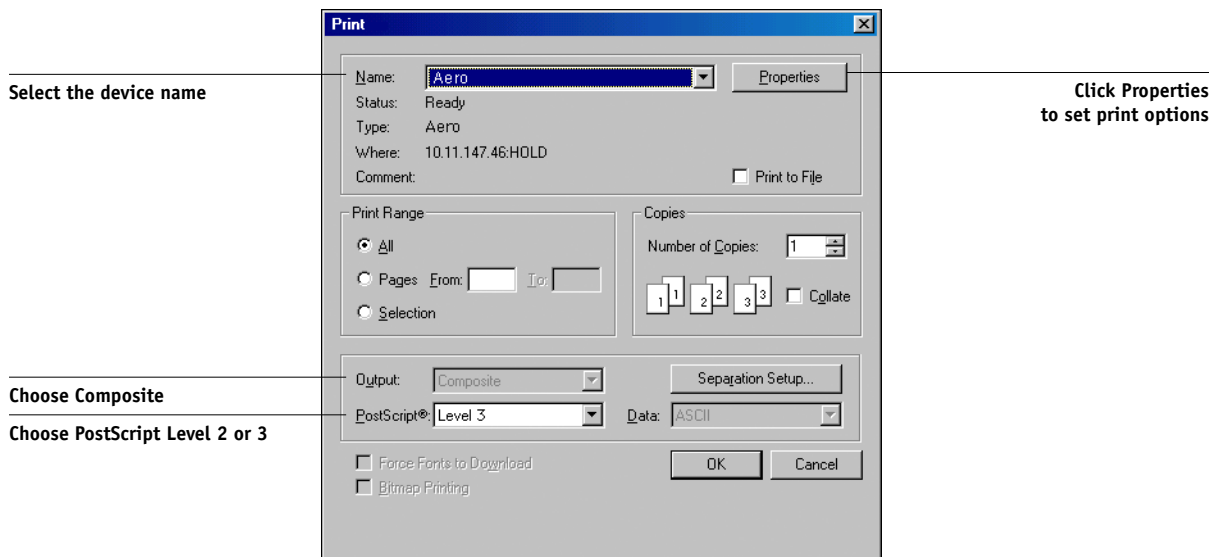 Print
Select the device name
Name: Aero Properties
Click Properties
to set print options
Status: Ready
Type: Aero
Where: 10.11.147.46:HOLD
Comment: Print to File
Print Range
All
Pages From: To:
Selection
Copies
Number of Copies: 1
1 1 2 2 3 3 Collate
Choose Composite
Output: Composite Separation Setup...
Choose PostScript Level 2 or 3
PostScript®: Level 3 Data: ASCII
Force Fonts to Download
Bitmap Printing
OK Cancel